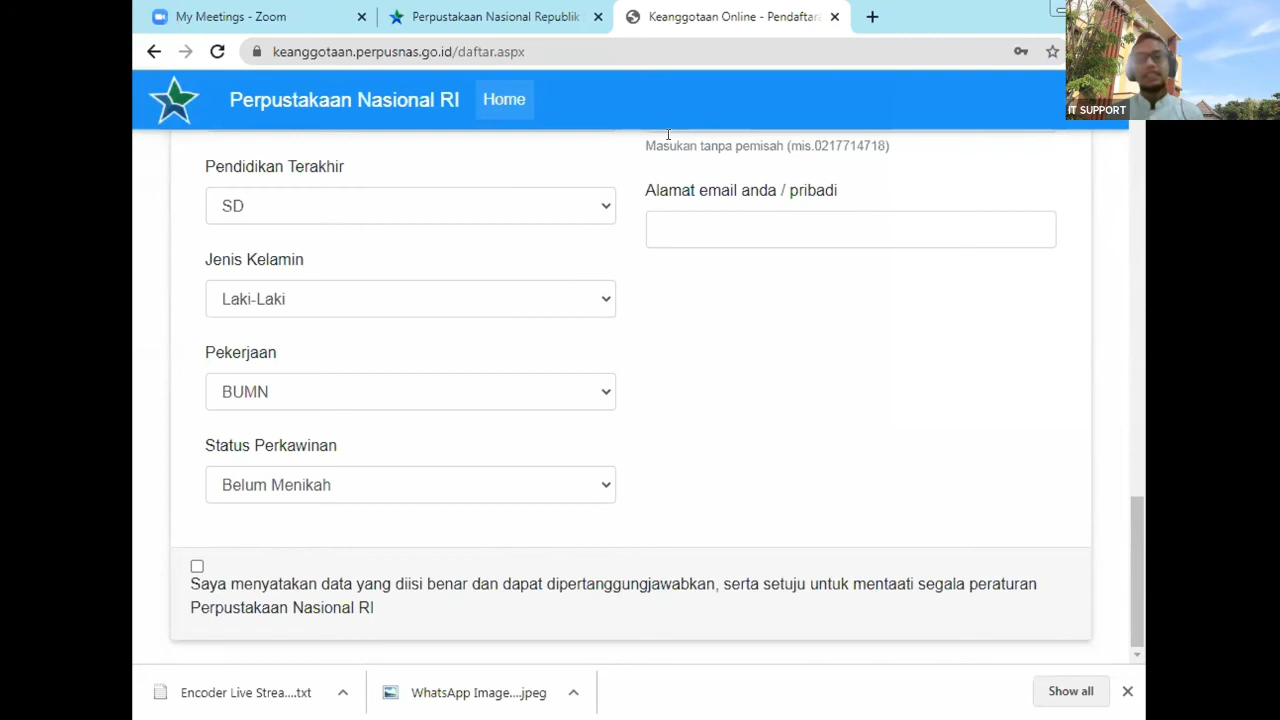 My Meetings - Zoom
Perpustakaan Nasional Republik
Keanggotaan Online - Pendaftara
keanggotaan.perpusnas.go.id/daftar.aspx
IT SUPPORT
Perpustakaan Nasional RI
Home
Masukan tanpa pemisah (mis.0217714718)
Pendidikan Terakhir
SD
Alamat email anda / pribadi
Jenis Kelamin
Laki-Laki
Pekerjaan
BUMN
Status Perkawinan
Belum Menikah
Saya menyatakan data yang diisi benar dan dapat dipertanggungjawabkan, serta setuju untuk mentaati segala peraturan
Perpustakaan Nasional RI
Encoder Live Strea....txt
WhatsApp Image....jpeg
Show all